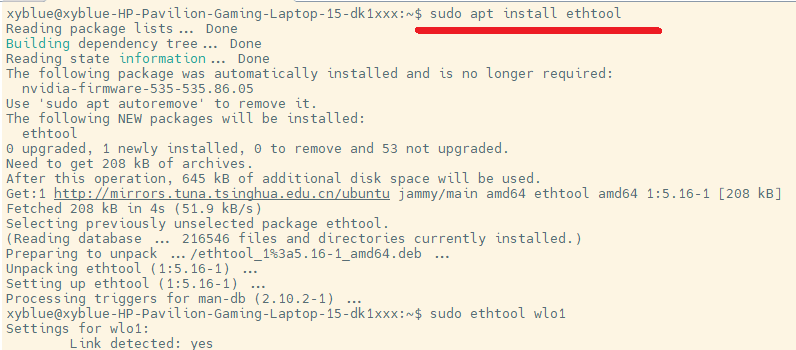 xyblue@xyblue-HP-Pavilion-Gaming-Laptop-15-dk1xxx:~$ sudo apt install ethtool
Reading package lists... Done
Building dependency tree... Done
Reading state information... Done
The following package was automatically installed and is no longer required:
  nvidia-firmware-535-535.86.05
Use 'sudo apt autoremove' to remove it.
The following NEW packages will be installed:
  ethtool
0 upgraded, 1 newly installed, 0 to remove and 53 not upgraded.
Need to get 208 kB of archives.
After this operation, 645 kB of additional disk space will be used.
Get:1 http://mirrors.tuna.tsinghua.edu.cn/ubuntu jammy/main amd64 ethtool amd64 1:5.16-1 [208 kB]
Fetched 208 kB in 4s (51.9 kB/s)
Selecting previously unselected package ethtool.
(Reading database ... 216546 files and directories currently installed.)
Preparing to unpack .../ethtool_1%3a5.16-1_amd64.deb ...
Unpacking ethtool (1:5.16-1) ...
Setting up ethtool (1:5.16-1) ...
Processing triggers for man-db (2.10.2-1) ...
xyblue@xyblue-HP-Pavilion-Gaming-Laptop-15-dk1xxx:~$ sudo ethtool wlo1
Settings for wlo1:
        Link detected: yes